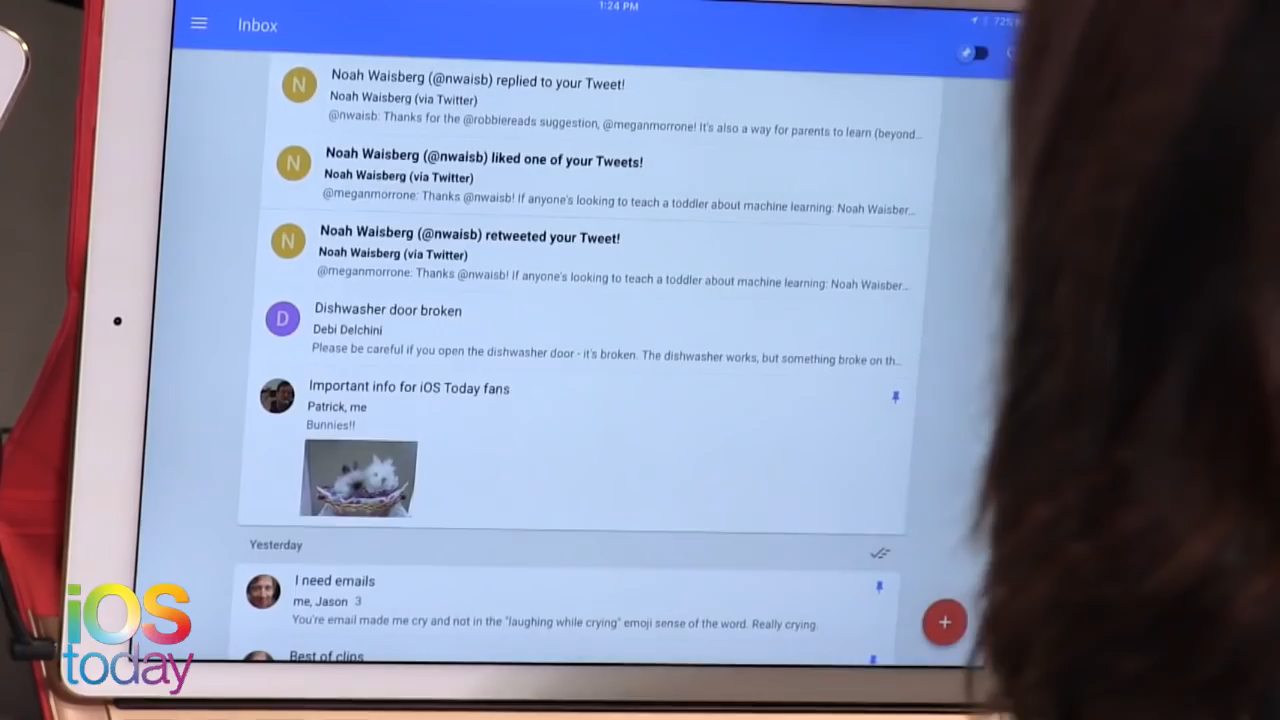 1:24 PM
72%
Inbox
N
Noah Waisberg (@nwaisb) replied to your Tweet!
Noah Waisberg (via Twitter)
@nwaisb: Thanks for the @robbiereads suggestion, @meganmorrone! It's also a way for parents to learn (beyond...
N
Noah Waisberg (@nwaisb) liked one of your Tweets!
Noah Waisberg (via Twitter)
@meganmorrone: Thanks @nwaisb! If anyone's looking to teach a toddler about machine learning: Noah Waisber...
N
Noah Waisberg (@nwaisb) retweeted your Tweet!
Noah Waisberg (via Twitter)
@meganmorrone: Thanks @nwaisb! If anyone's looking to teach a toddler about machine learning: Noah Waisber...
D
Dishwasher door broken
Debi Delchini
Please be careful if you open the dishwasher door - it's broken. The dishwasher works, but something broke on th...
Important info for iOS Today fans
Patrick, me
Bunnies!!
Yesterday
I need emails
me, Jason 3
You're email made me cry and not in the "laughing while crying" emoji sense of the word. Really crying.
Best of clips
iOS
today